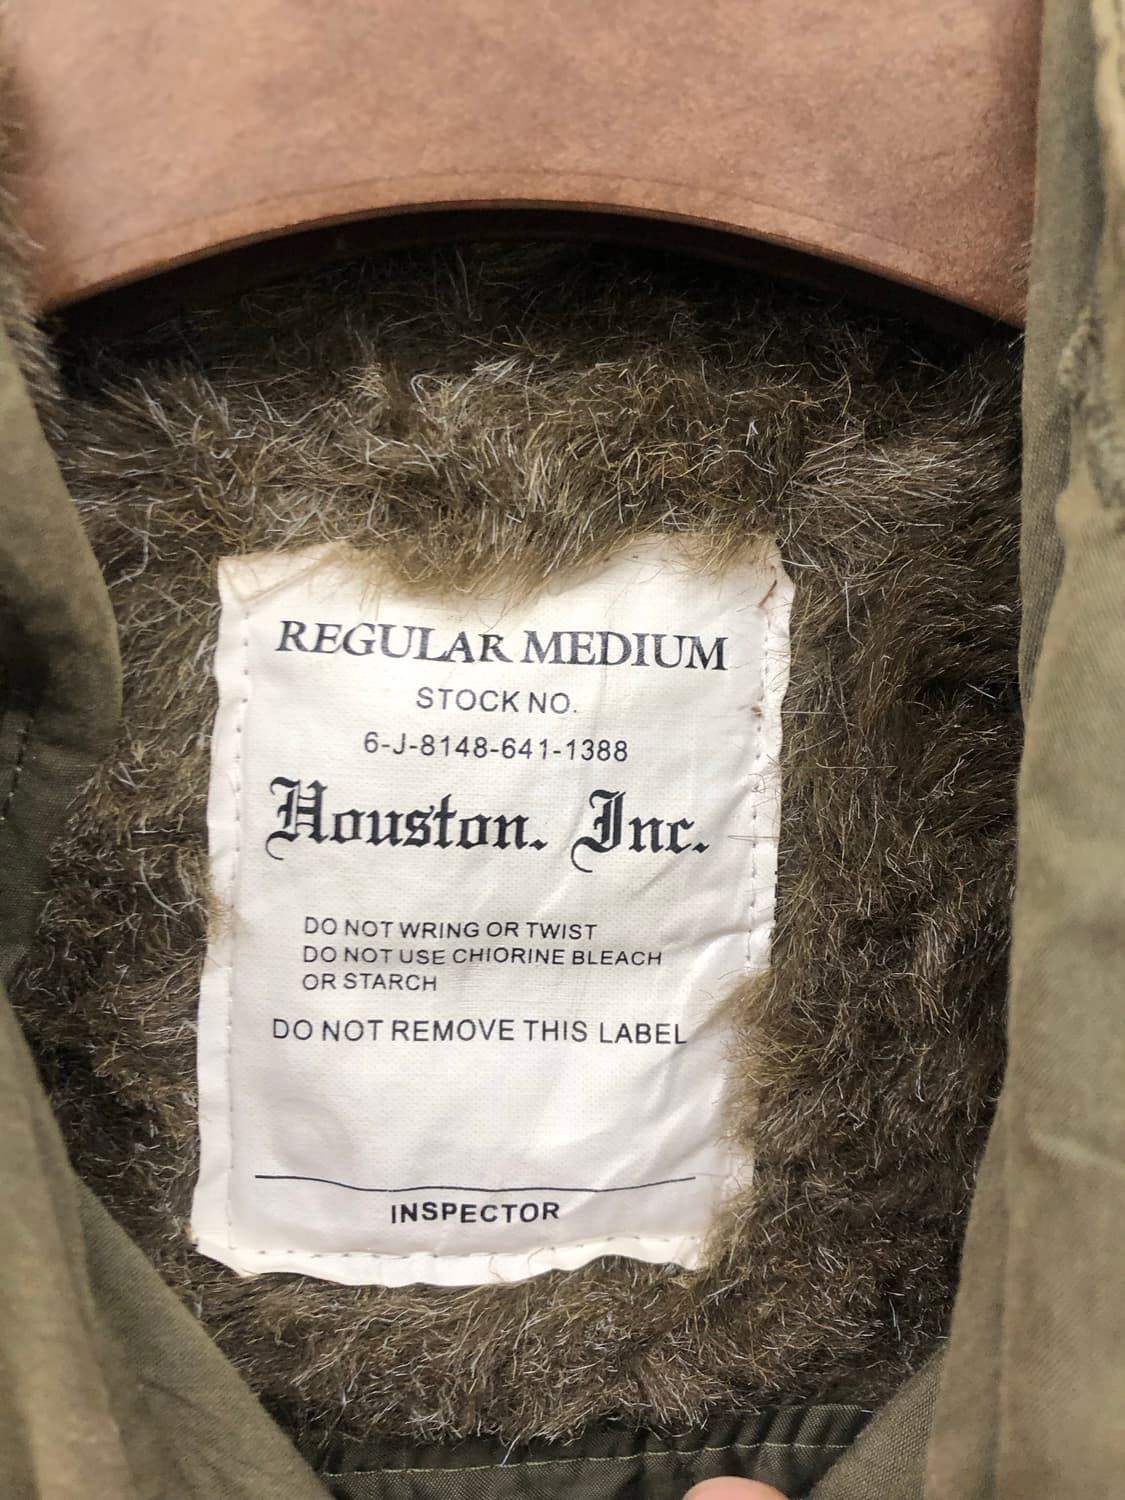 REGULAR MEDIUM
STOCK NO.
6-J-8148-641-1388
Houston. Inc.
DO NOT WRING OR TWIST
DO NOT USE CHIORINE BLEACH
OR STARCH
DO NOT REMOVE THIS LABEL
INSPECTOR